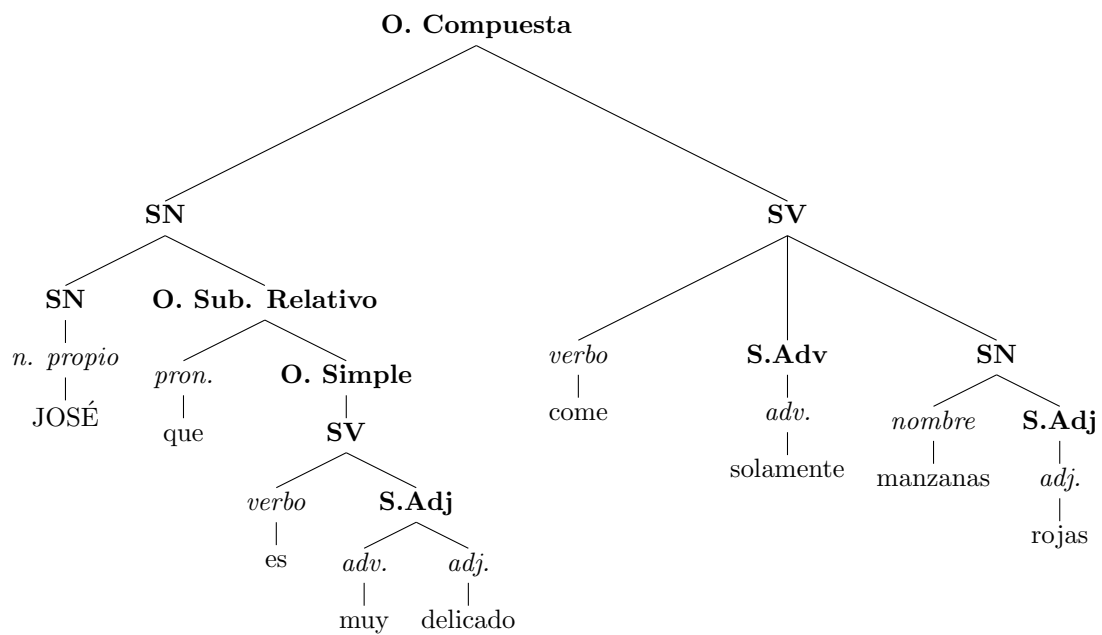 O. Compuesta
SN SV
SN O. Sub. Relativo
n. propio pron. O. Simple verbo S.Adv SN
JOSÉ que SV come adv. nombre S.Adj
verbo S.Adj solamente manzanas adj.
es adv. adj. rojas
muy delicado